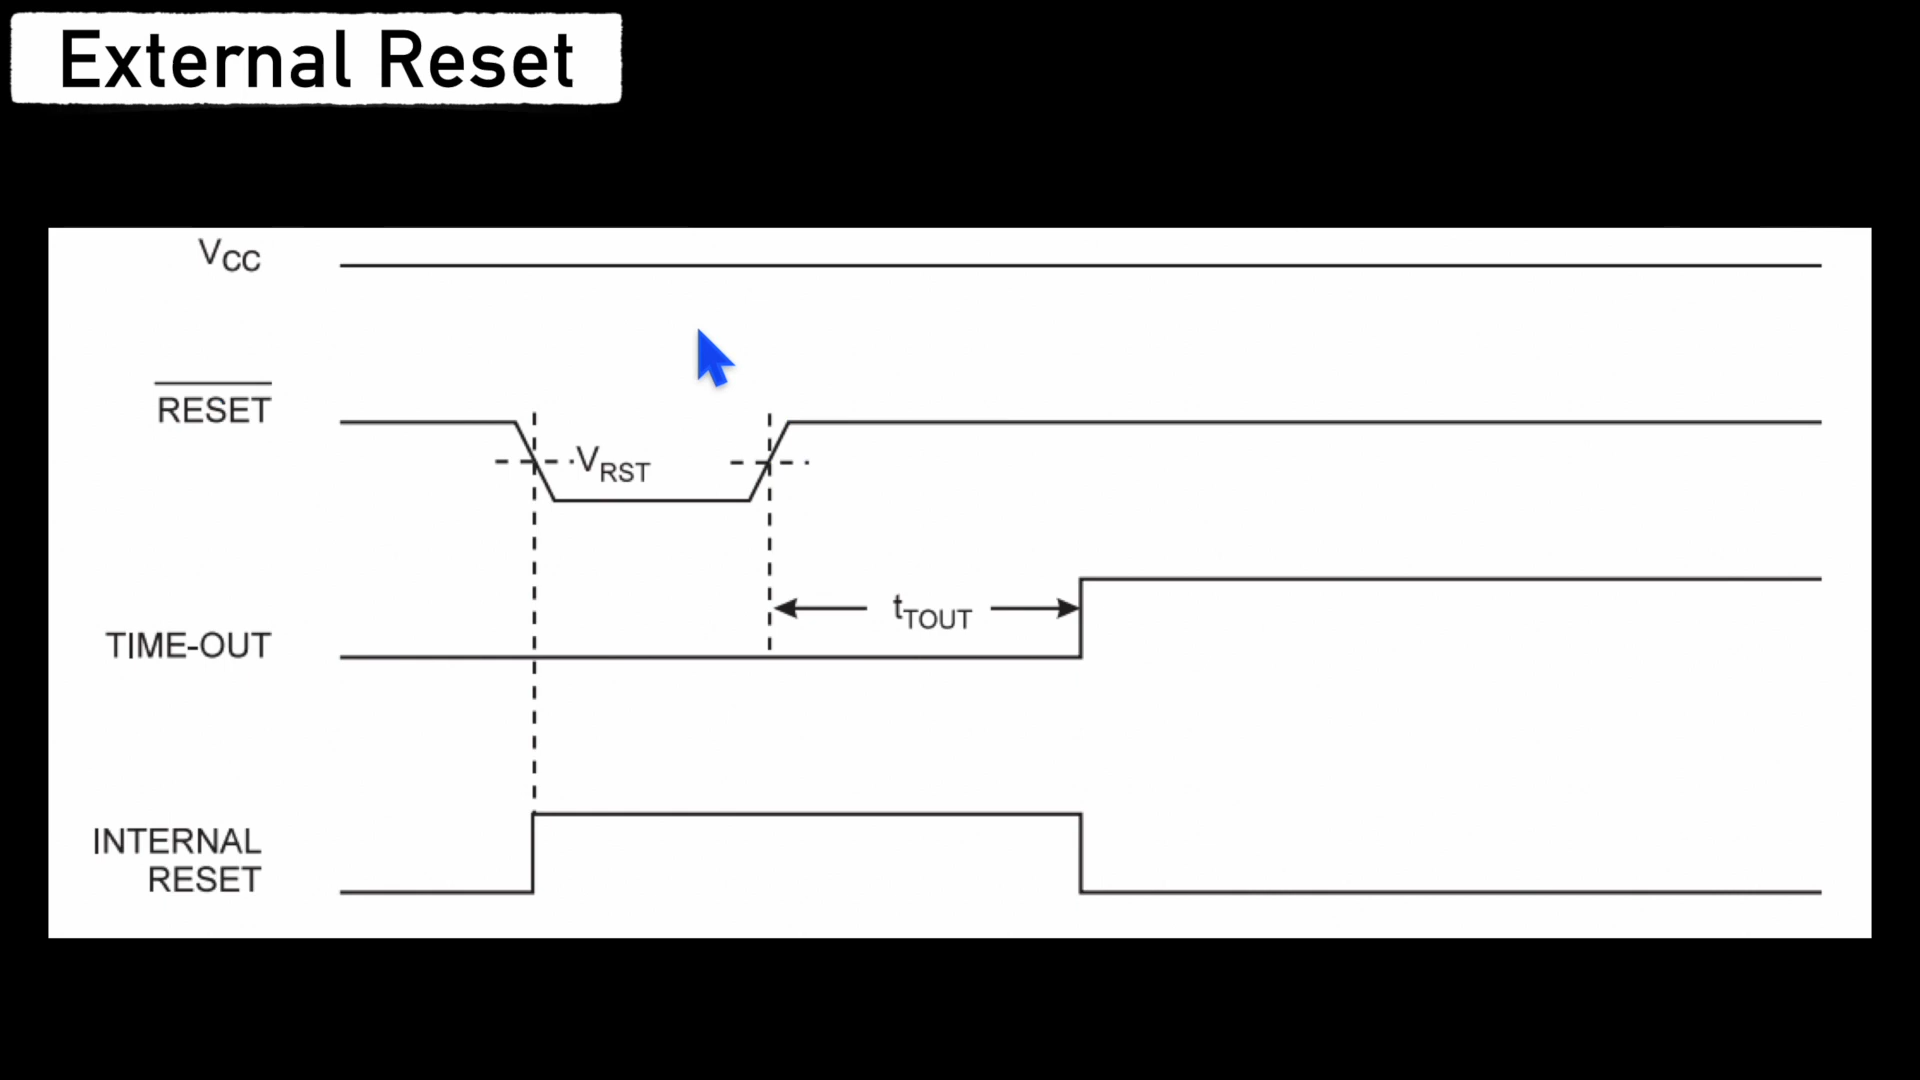 External Reset
VCC
RESET
VRST
tTOUT
TIME-OUT
INTERNAL
RESET